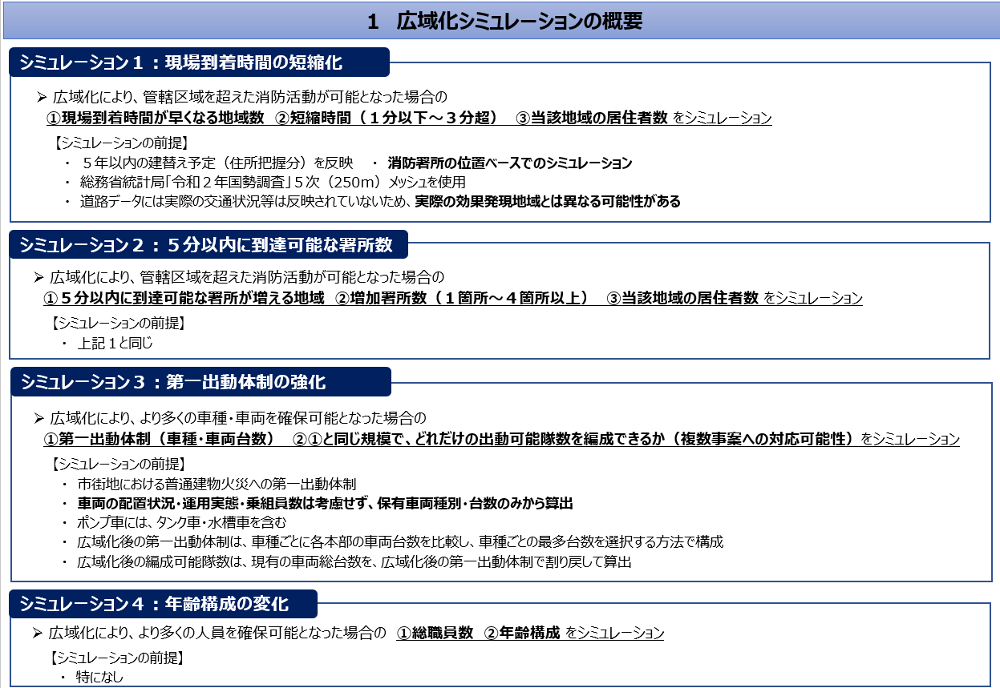 1 広域化シミュレーションの概要
シミュレーション１：現場到着時間の短縮化
➢ 広域化により、管轄区域を超えた消防活動が可能となった場合の
①現場到着時間が早くなる地域数 ②短縮時間（１分以下～３分超） ③当該地域の居住者数 をシミュレーション
【シミュレーションの前提】
・ ５年以内の建替え予定（住所把握分）を反映 ・ 消防署所の位置ベースでのシミュレーション
・ 総務省統計局「令和２年国勢調査」５次（250m）メッシュを使用
・ 道路データには実際の交通状況等は反映されていないため、実際の効果発現地域とは異なる可能性がある
シミュレーション２：５分以内に到達可能な署所数
➢ 広域化により、管轄区域を超えた消防活動が可能となった場合の
①５分以内に到達可能な署所が増える地域 ②増加署所数（１箇所～４箇所以上） ③当該地域の居住者数 をシミュレーション
【シミュレーションの前提】
・ 上記１と同じ
シミュレーション３：第一出動体制の強化
➢ 広域化により、より多くの車種・車両を確保可能となった場合の
①第一出動体制（車種・車両台数） ②①と同じ規模で、どれだけの出動可能隊数を編成できるか（複数事案への対応可能性）をシミュレーション
【シミュレーションの前提】
・ 市街地における普通建物火災への第一出動体制
・ 車両の配置状況・運用実態・乗組員数は考慮せず、保有車両種別・台数のみから算出
・ ポンプ車には、タンク車・水槽車を含む
・ 広域化後の第一出動体制は、車種ごとに各本部の車両台数を比較し、車種ごとの最多台数を選択する方法で構成
・ 広域化後の編成可能隊数は、現有の車両総台数を、広域化後の第一出動体制で割り戻して算出
シミュレーション４：年齢構成の変化
➢ 広域化により、より多くの人員を確保可能となった場合の ①総職員数 ②年齢構成 をシミュレーション
【シミュレーションの前提】
・ 特になし